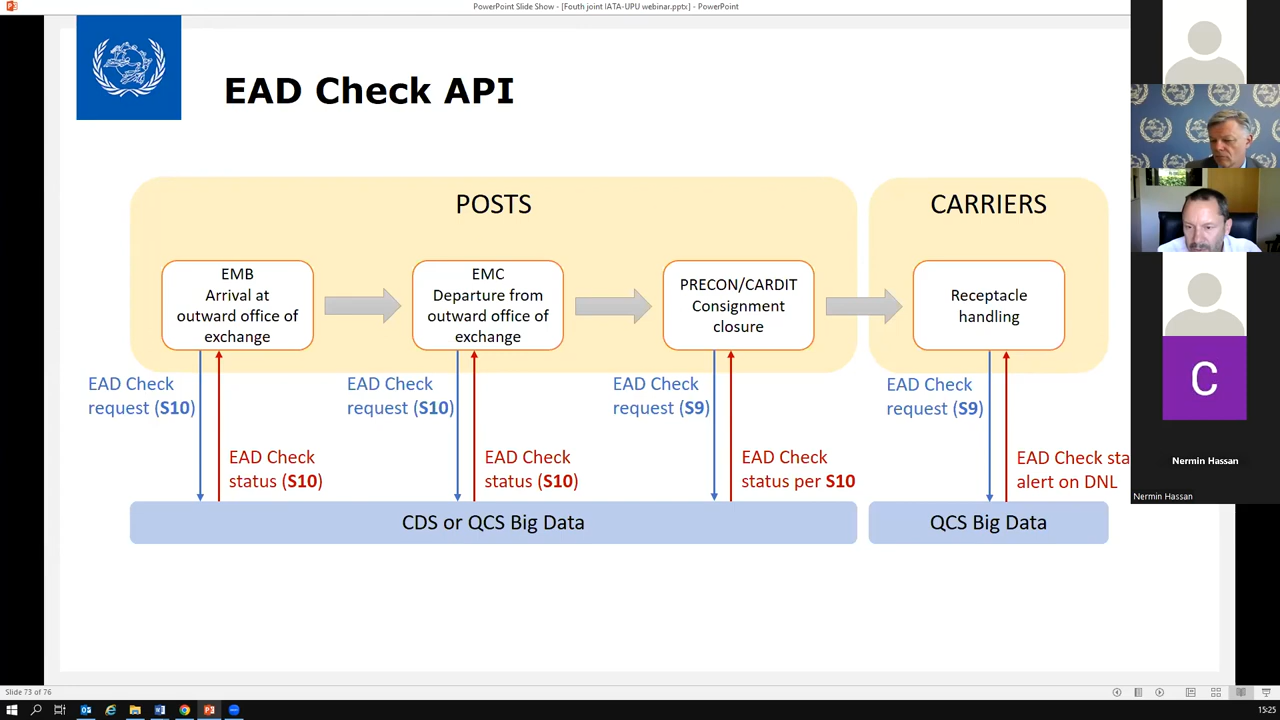 PowerPoint Slide Show - [Fouth joint IATA-UPU webinar.pptx] - PowerPoint
EAD Check API
POSTS
CARRIERS
EMB
Arrival at
outward office of
exchange
EMC
Departure from
outward office of
exchange
PRECON/CARDIT
Consignment
closure
Receptacle
handling
EAD Check
request (S10)
EAD Check
status (S10)
EAD Check
request (S10)
EAD Check
status (S10)
EAD Check
request (S9)
EAD Check
status per S10
EAD Check
request (S9)
EAD Check sta
alert on DNL
CDS or QCS Big Data
QCS Big Data
C
Nermin Hassan
Nermin Hassan
Slide 73 of 76
15:25